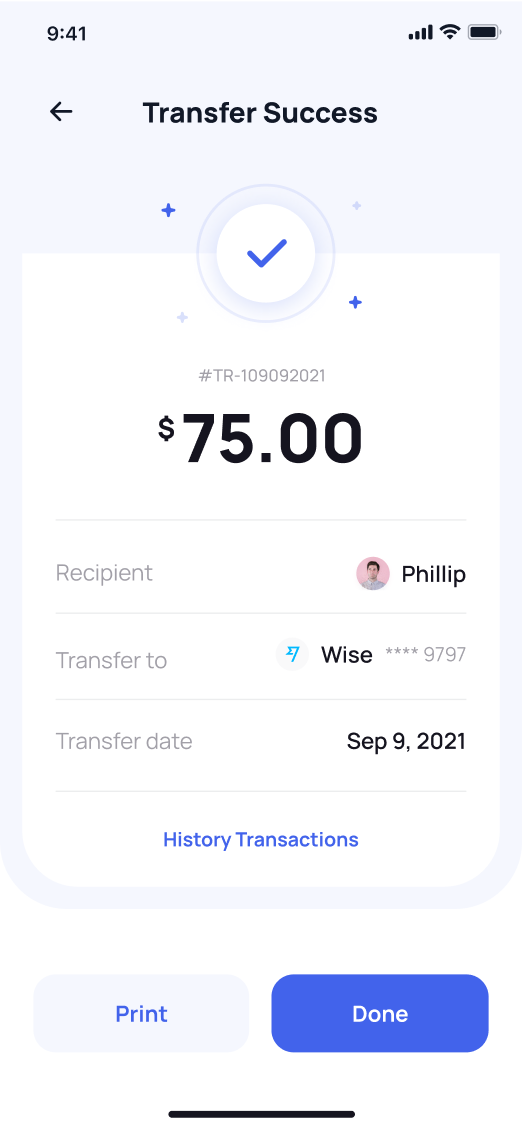 9:41
Transfer Success
#TR-109092021
$75.00
Recipient Phillip
Transfer to Wise **** 9797
Transfer date Sep 9, 2021
History Transactions
Print Done